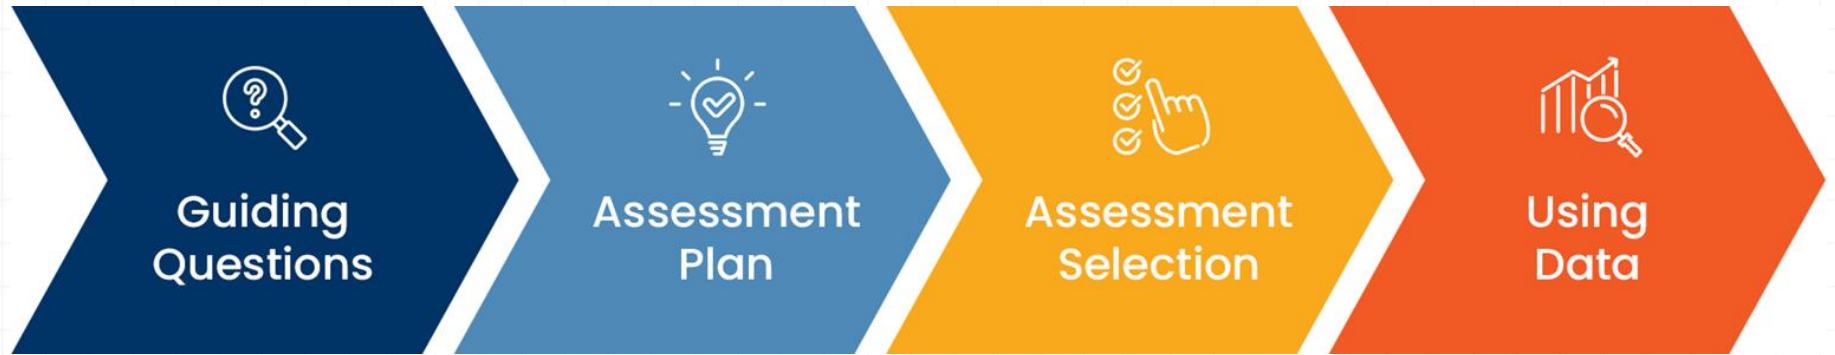 Guiding
Questions
Assessment
Plan
Assessment
Selection
Using
Data